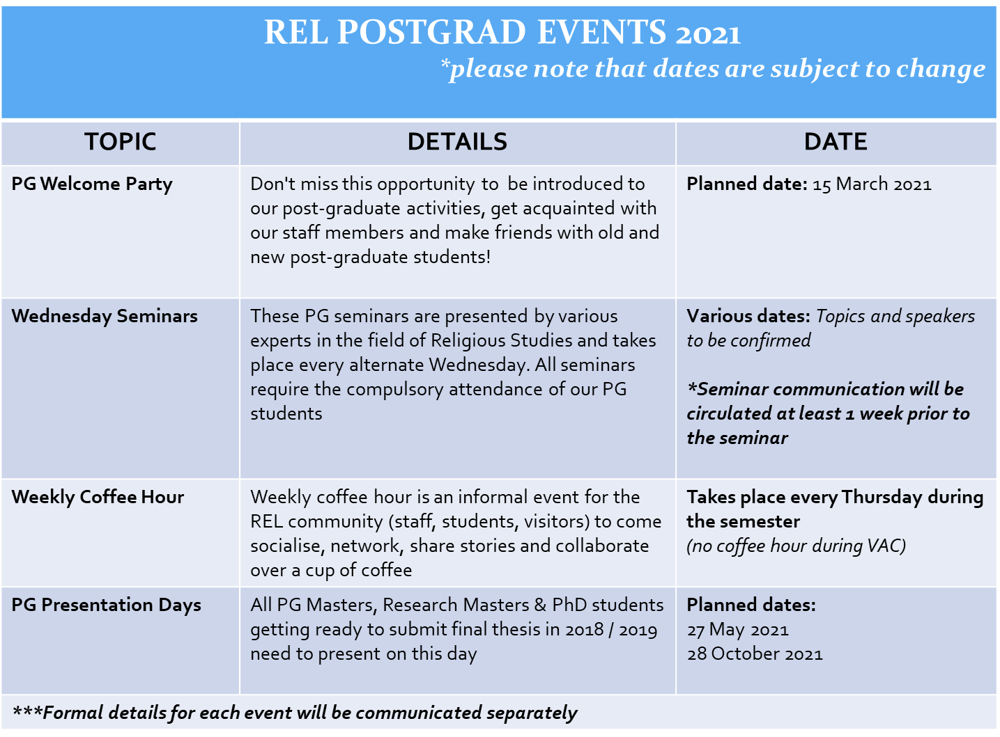 REL POSTGRAD EVENTS 2021
*please note that dates are subject to change
TOPIC
DETAILS
DATE
PG Welcome Party
Don't miss this opportunity to be introduced to
our post-graduate activities, get acquainted with
our staff members and make friends with old and
new post-graduate students!
Planned date: 15 March 2021
Wednesday Seminars
These PG seminars are presented by various
experts in the field of Religious Studies and takes
place every alternate Wednesday. All seminars
require the compulsory attendance of our PG
students
Various dates: Topics and speakers
to be confirmed
*Seminar communication will be
circulated at least 1 week prior to
the seminar
Weekly Coffee Hour
Weekly coffee hour is an informal event for the
REL community (staff, students, visitors) to come
socialise, network, share stories and collaborate
over a cup of coffee
Takes place every Thursday during
the semester
(no coffee hour during VAC)
PG Presentation Days
All PG Masters, Research Masters & PhD students
getting ready to submit final thesis in 2018 / 2019
need to present on this day
Planned dates:
27 May 2021
28 October 2021
***Formal details for each event will be communicated separately